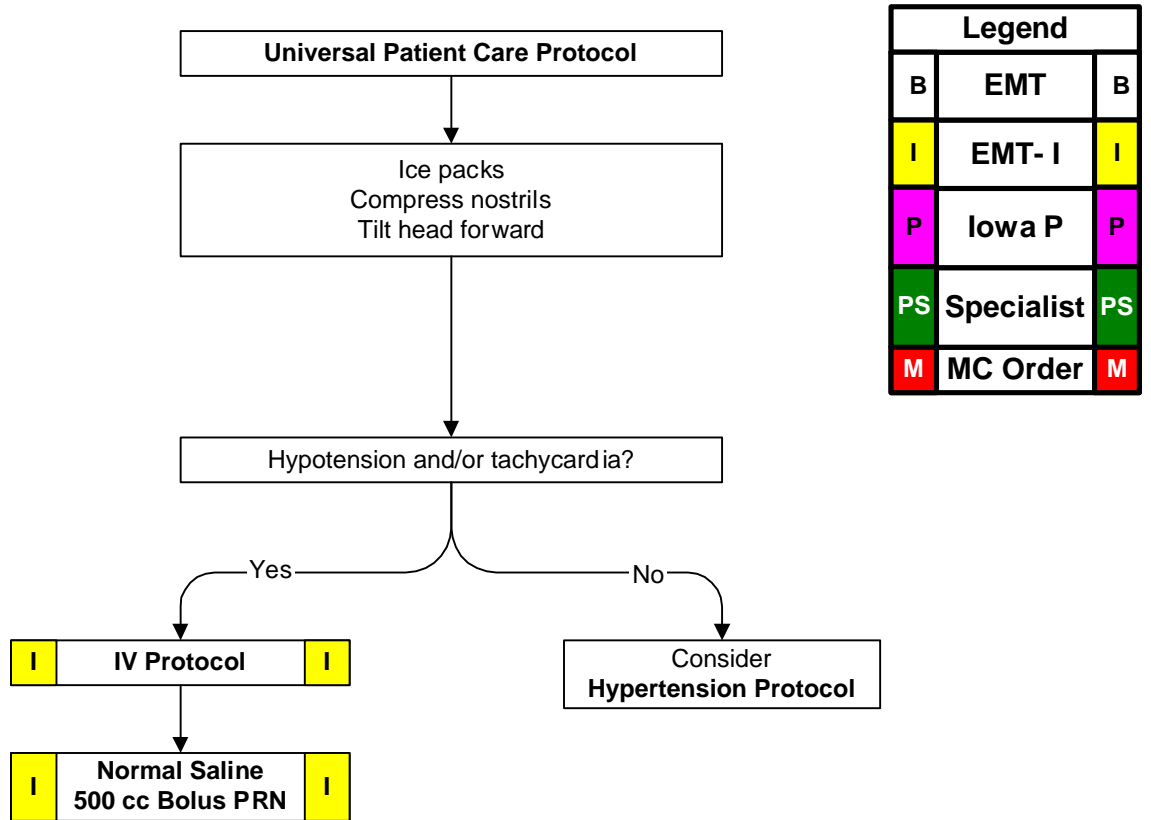 Universal Patient Care Protocol
Ice packs
Compress nostrils
Tilt head forward
Hypotension and/or tachycardia?
Yes
No
I IV Protocol I
Consider
Hypertension Protocol
I Normal Saline I
500 cc Bolus PRN
Legend
B EMT B
I EMT- I I
P Iowa P P
PS Specialist PS
M MC Order M